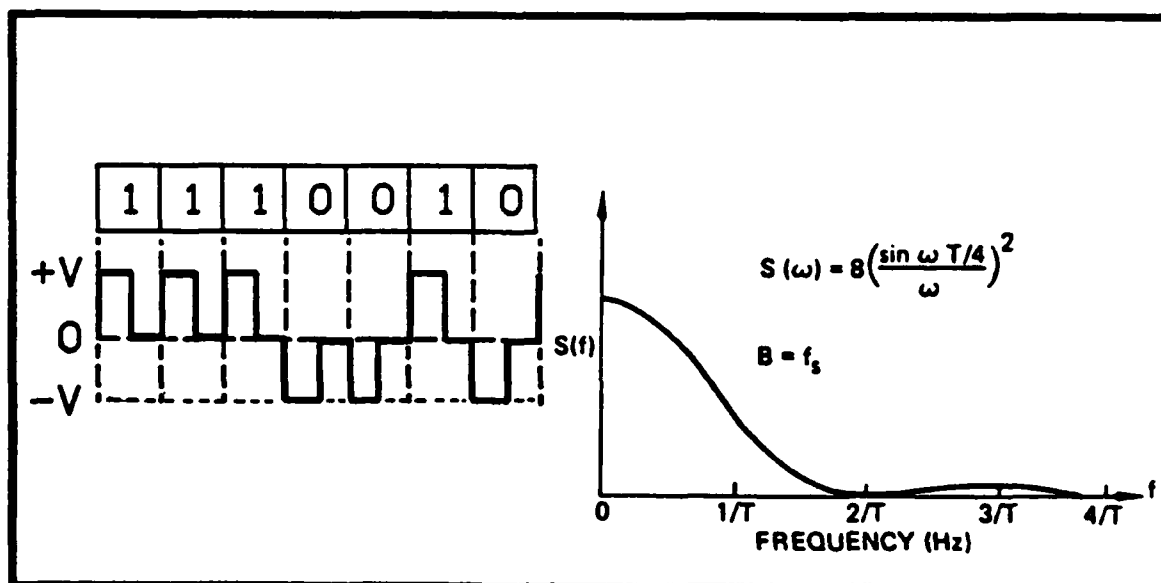 1 1 1 0 0 1 0
+V
0
−V
S(f)
S (ω) = 8(sin ω T/4 / ω)²
B = fₛ
0 1/T 2/T 3/T 4/T f
FREQUENCY (Hz)